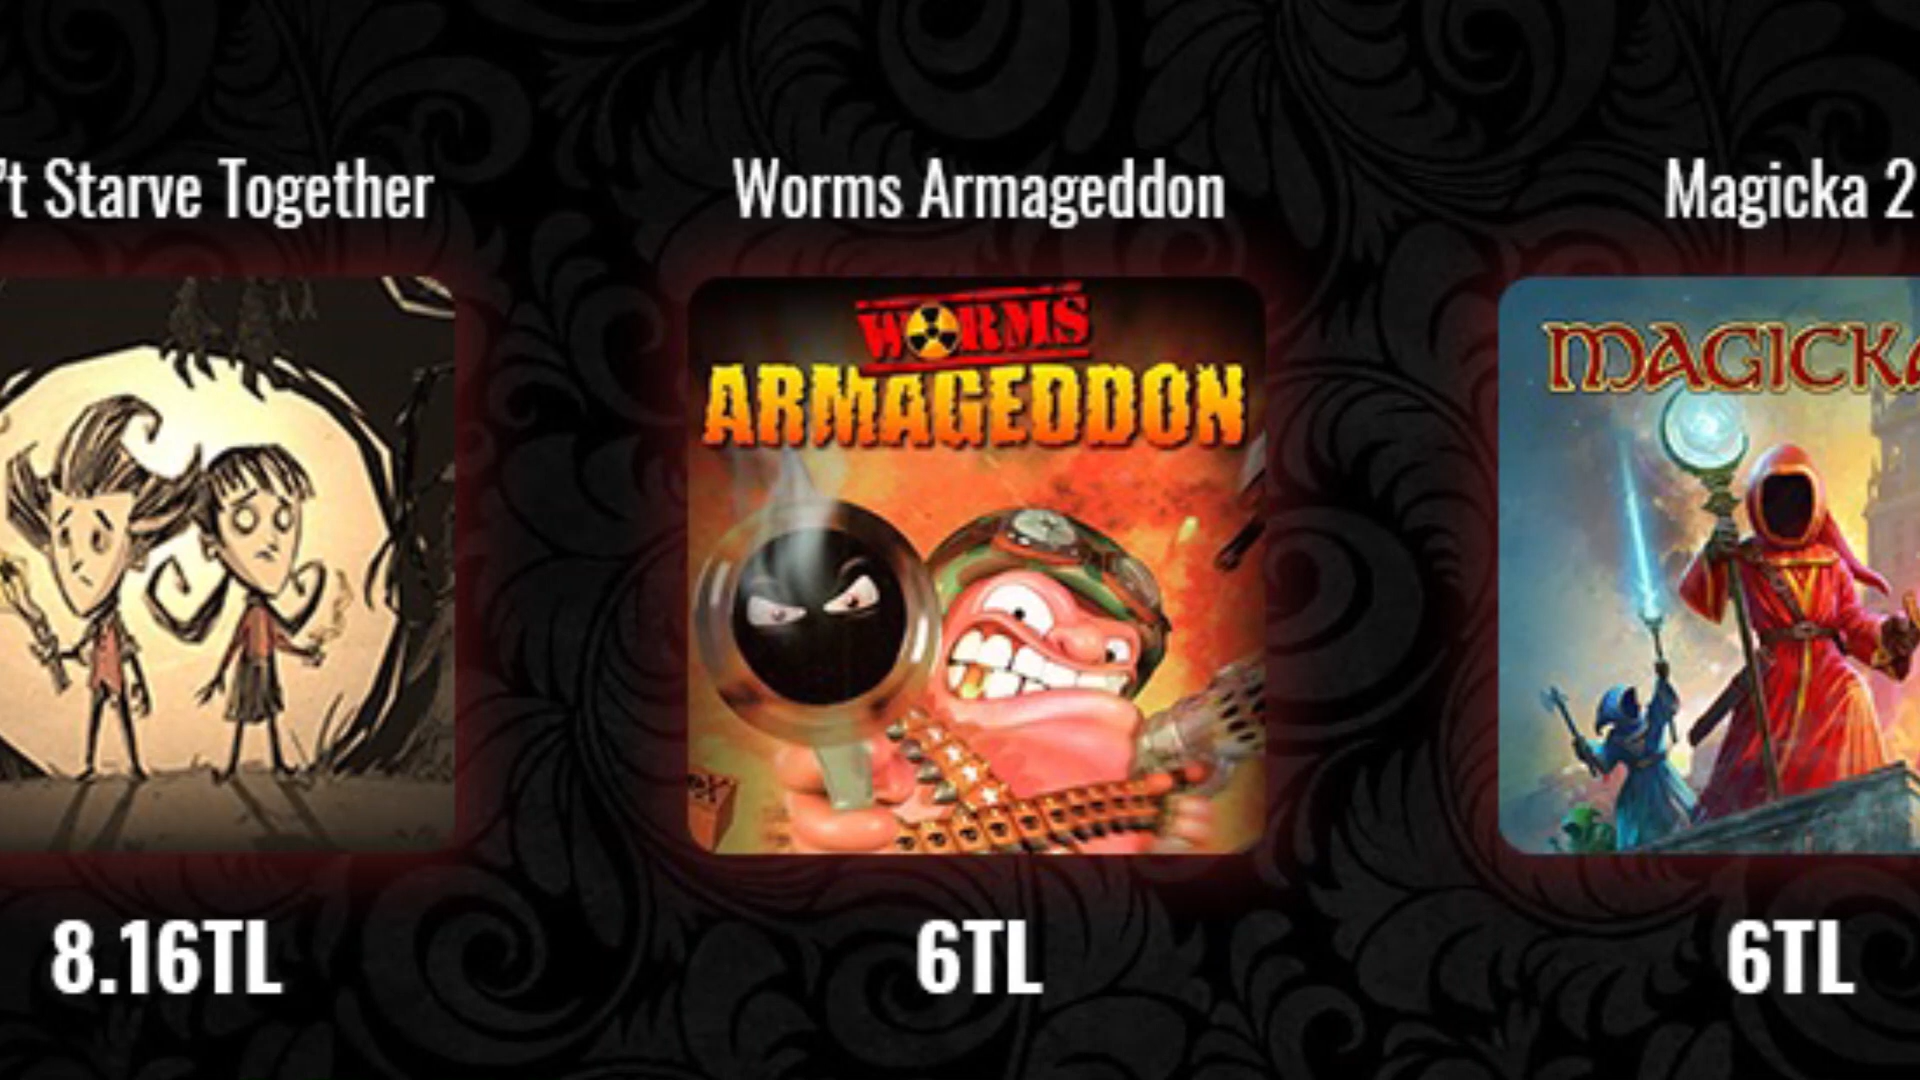 't Starve Together
Worms Armageddon
Magicka 2
WORMS
ARMAGEDDON
MAGICKA
8.16TL
6TL
6TL